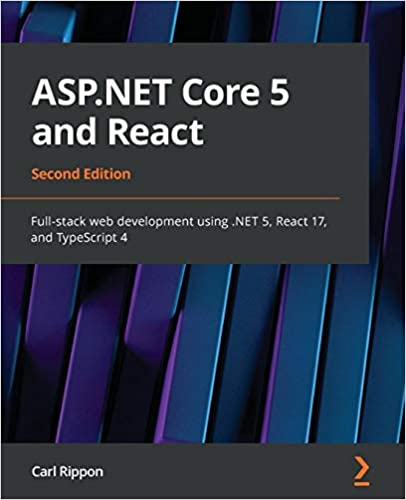 ASP.NET Core 5
and React
Second Edition
Full-stack web development using .NET 5, React 17,
and TypeScript 4
Carl Rippon